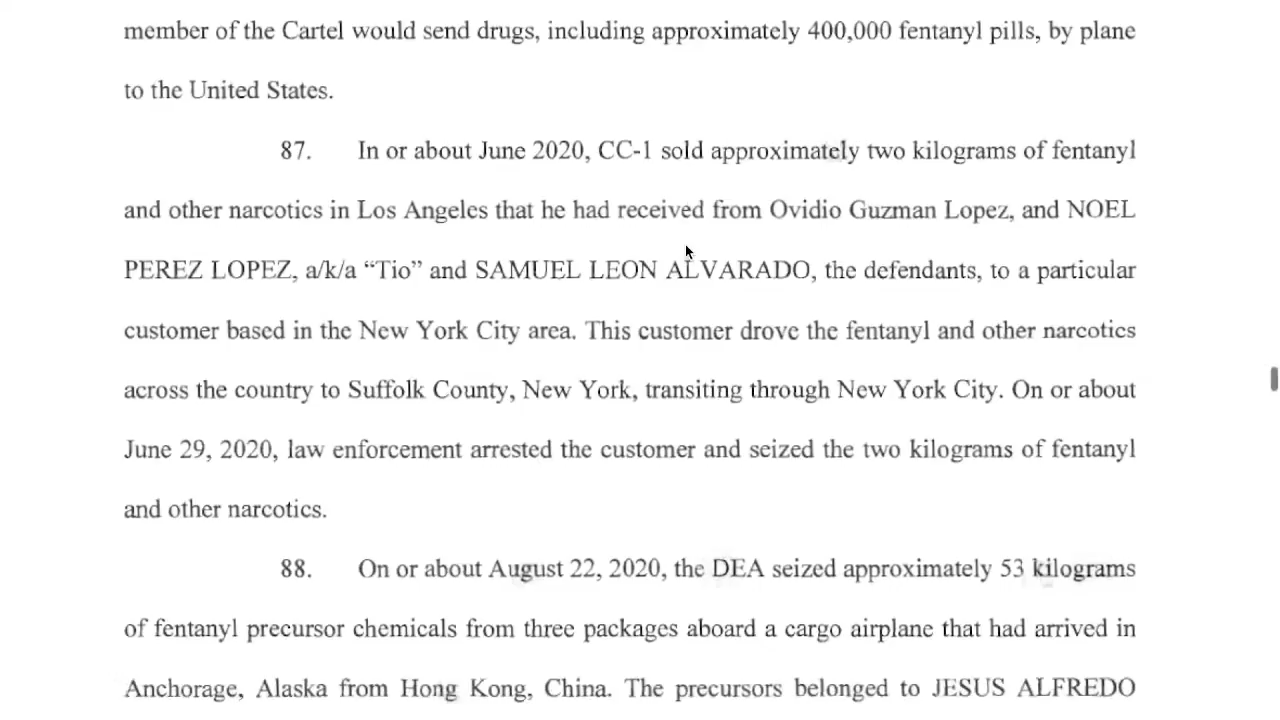 member of the Cartel would send drugs, including approximately 400,000 fentanyl pills, by plane
to the United States.
87. In or about June 2020, CC-1 sold approximately two kilograms of fentanyl
and other narcotics in Los Angeles that he had received from Ovidio Guzman Lopez, and NOEL
PEREZ LOPEZ, a/k/a “Tio” and SAMUEL LEON ALVARADO, the defendants, to a particular
customer based in the New York City area. This customer drove the fentanyl and other narcotics
across the country to Suffolk County, New York, transiting through New York City. On or about
June 29, 2020, law enforcement arrested the customer and seized the two kilograms of fentanyl
and other narcotics.
88. On or about August 22, 2020, the DEA seized approximately 53 kilograms
of fentanyl precursor chemicals from three packages aboard a cargo airplane that had arrived in
Anchorage, Alaska from Hong Kong, China. The precursors belonged to JESUS ALFREDO